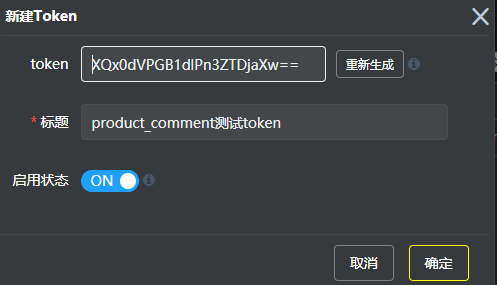 新建Token
token XQx0dVPGB1dlPn3ZTDjaXw== 重新生成
* 标题 product_comment测试token
启用状态 ON
取消 确定